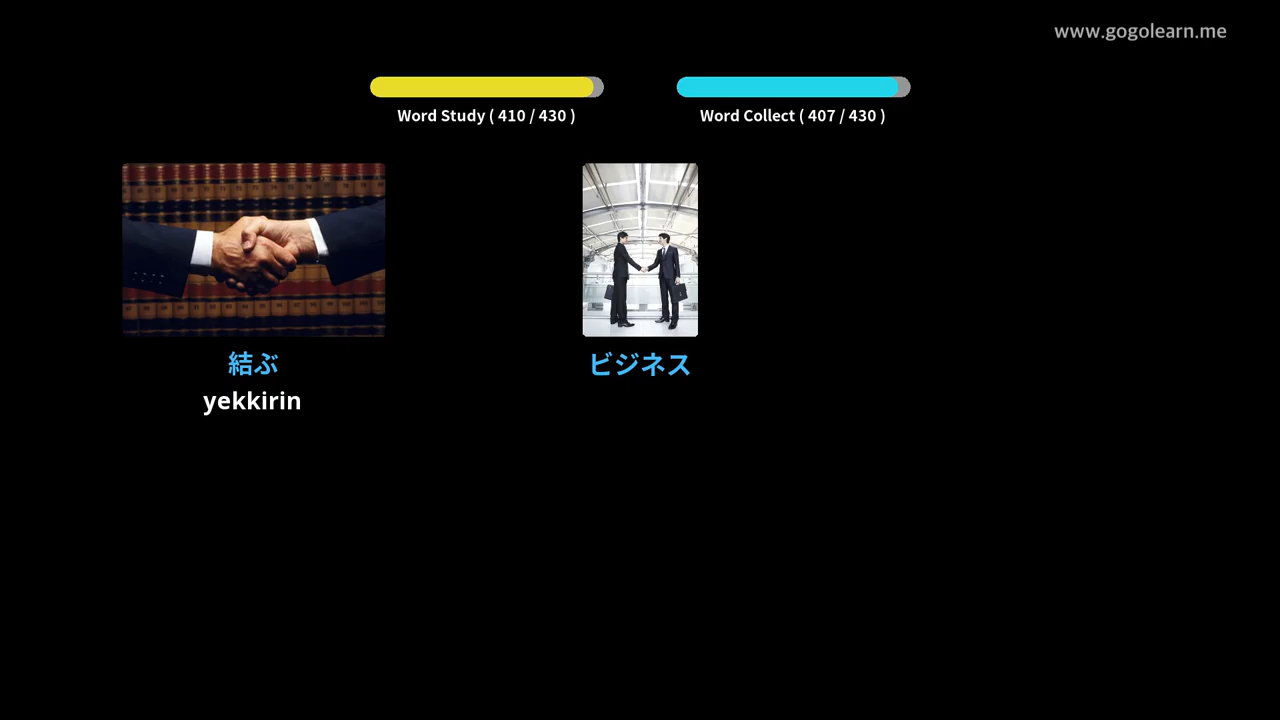 www.gogolearn.me
Word Study ( 410 / 430 )
Word Collect ( 407 / 430 )
結ぶ
yekkirin
ビジネス